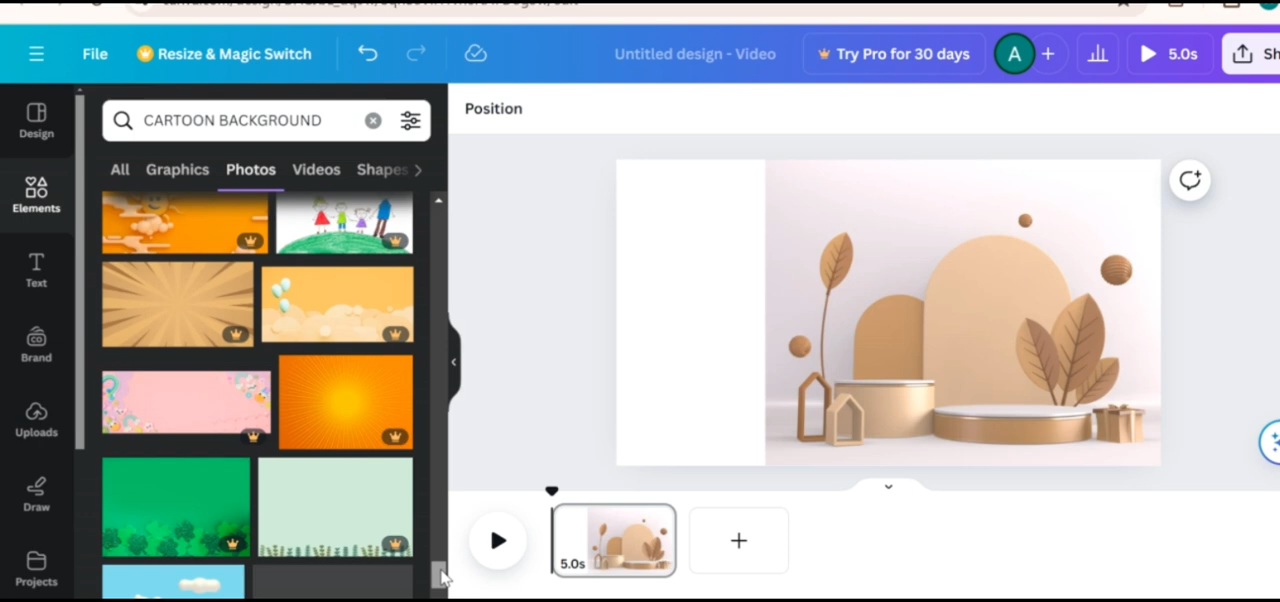 File
Resize & Magic Switch
Untitled design - Video
Try Pro for 30 days
A
5.0s
Sh
Design
Elements
Text
Brand
Uploads
Draw
Projects
CARTOON BACKGROUND
All
Graphics
Photos
Videos
Shapes
Position
5.0s